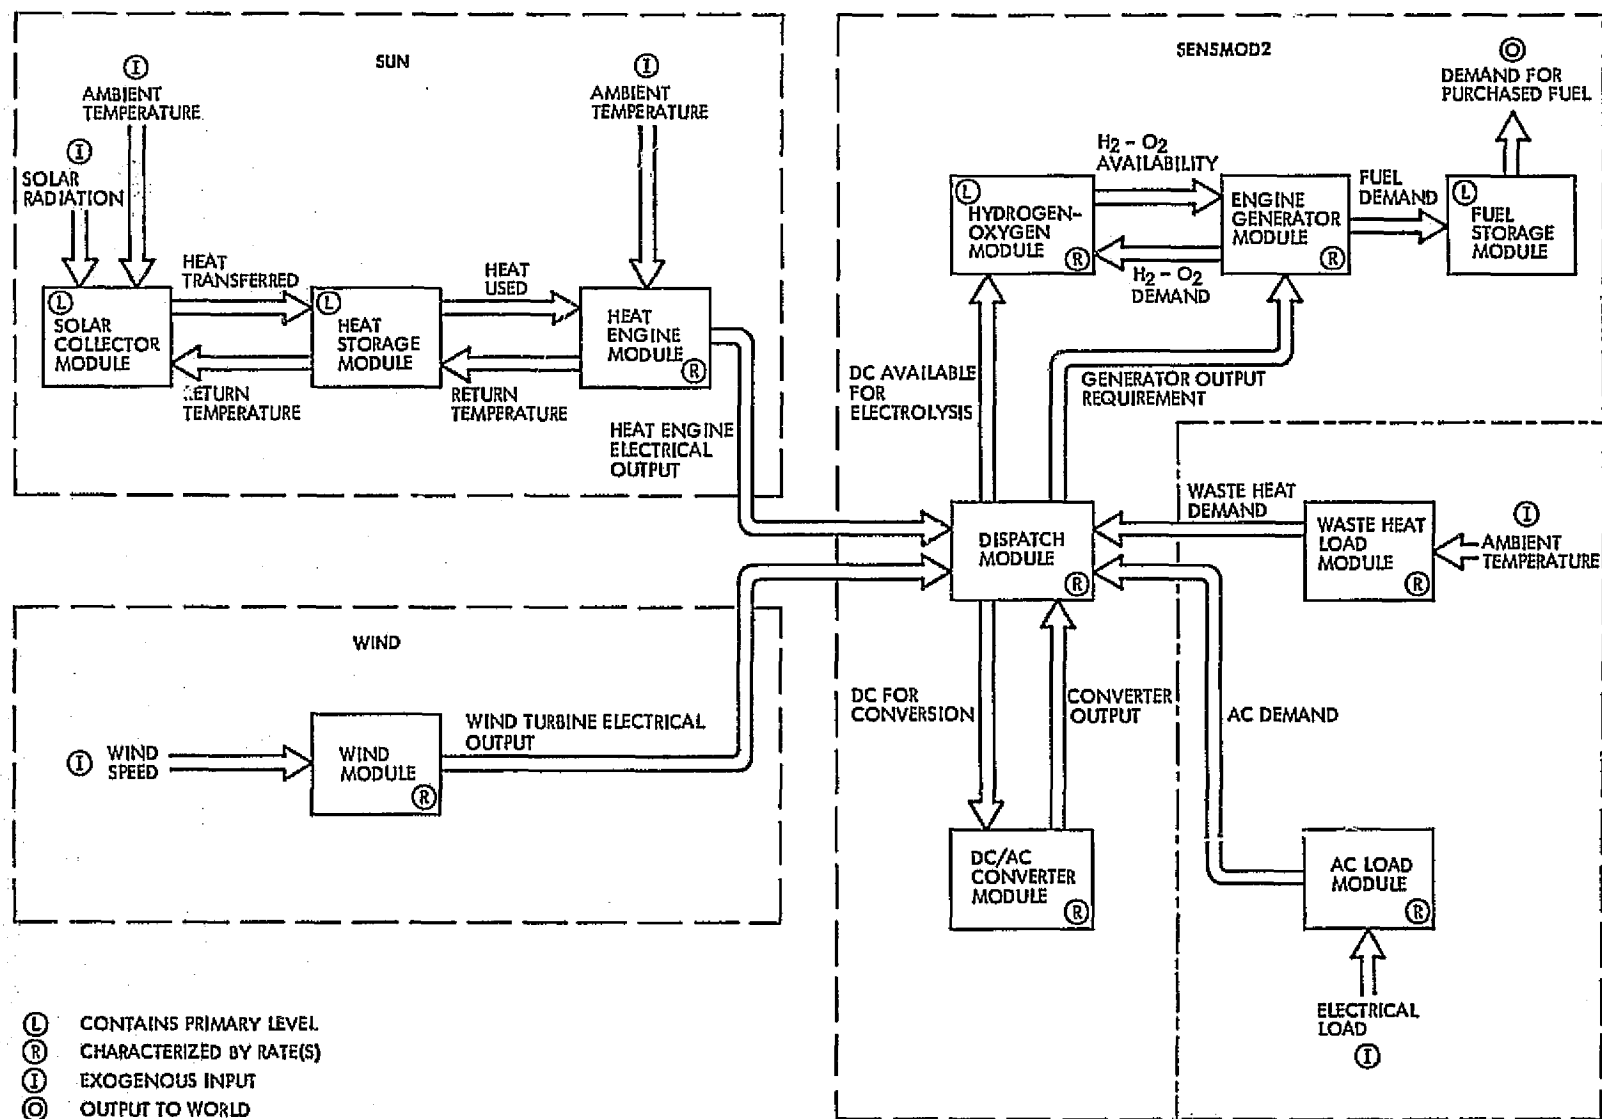 SUN
I
AMBIENT
TEMPERATURE
I
SOLAR
RADIATION
I
AMBIENT
TEMPERATURE
HEAT
TRANSFERRED
HEAT
USED
L
SOLAR
COLLECTOR
MODULE
L
HEAT
STORAGE
MODULE
HEAT
ENGINE
MODULE
R
RETURN
TEMPERATURE
RETURN
TEMPERATURE
HEAT ENGINE
ELECTRICAL
OUTPUT
WIND
I
WIND
SPEED
WIND
MODULE
R
WIND TURBINE ELECTRICAL
OUTPUT
SENSMOD2
O
DEMAND FOR
PURCHASED FUEL
H2 - O2
AVAILABILITY
FUEL
DEMAND
L
HYDROGEN-
OXYGEN
MODULE
R
ENGINE
GENERATOR
MODULE
R
L
FUEL
STORAGE
MODULE
H2 - O2
DEMAND
DC AVAILABLE
FOR
ELECTROLYSIS
GENERATOR OUTPUT
REQUIREMENT
WASTE HEAT
DEMAND
DISPATCH
MODULE
R
WASTE HEAT
LOAD
MODULE
R
I
AMBIENT
TEMPERATURE
DC FOR
CONVERSION
CONVERTER
OUTPUT
AC DEMAND
DC/AC
CONVERTER
MODULE
R
AC LOAD
MODULE
R
ELECTRICAL
LOAD
I
L CONTAINS PRIMARY LEVEL
R CHARACTERIZED BY RATE(S)
I EXOGENOUS INPUT
O OUTPUT TO WORLD